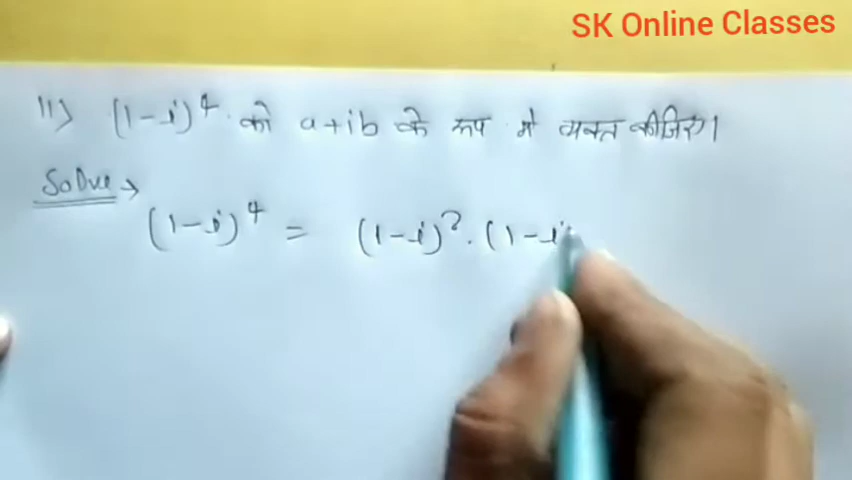 SK Online Classes
11) (1-i)⁴ को a+ib के रूप मे व्यक्त कीजिए।
Solve →
(1-i)⁴ = (1-i)² . (1-i